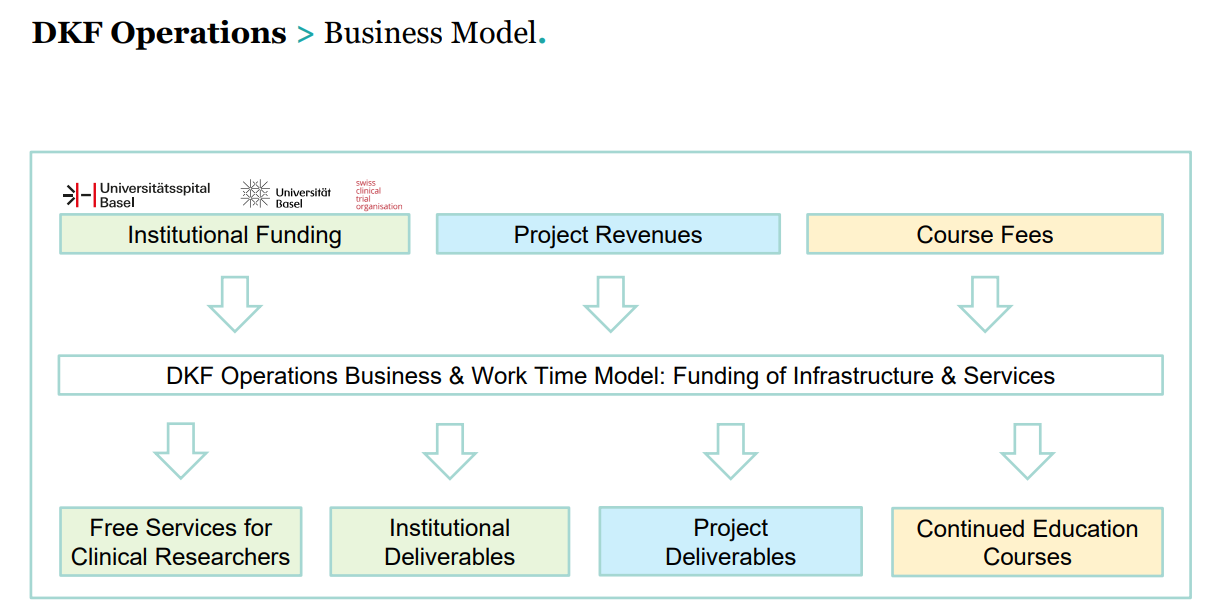 DKF Operations > Business Model.
Universitätsspital
Basel
Universität
Basel
swiss
clinical
trial
organisation
Institutional Funding
Project Revenues
Course Fees
DKF Operations Business & Work Time Model: Funding of Infrastructure & Services
Free Services for
Clinical Researchers
Institutional
Deliverables
Project
Deliverables
Continued Education
Courses